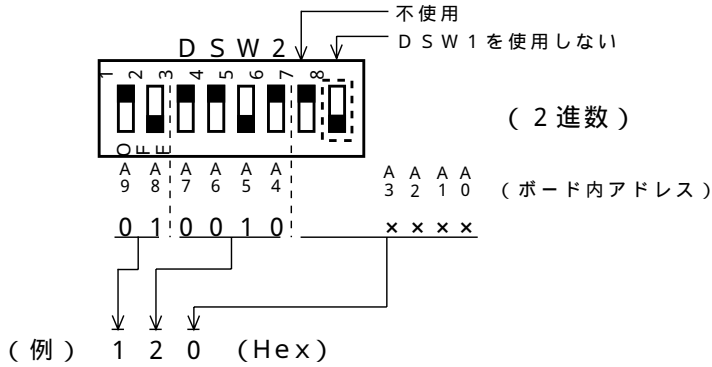 不使用
DSW1を使用しない
DSW2
1 2 3 4 5 6 7 8
(2進数)
OFF
A9 A8 A7 A6 A5 A4 A3 A2 A1 A0 (ボード内アドレス)
0 1 0 0 1 0 × × × ×
(例) 1 2 0 (Hex)